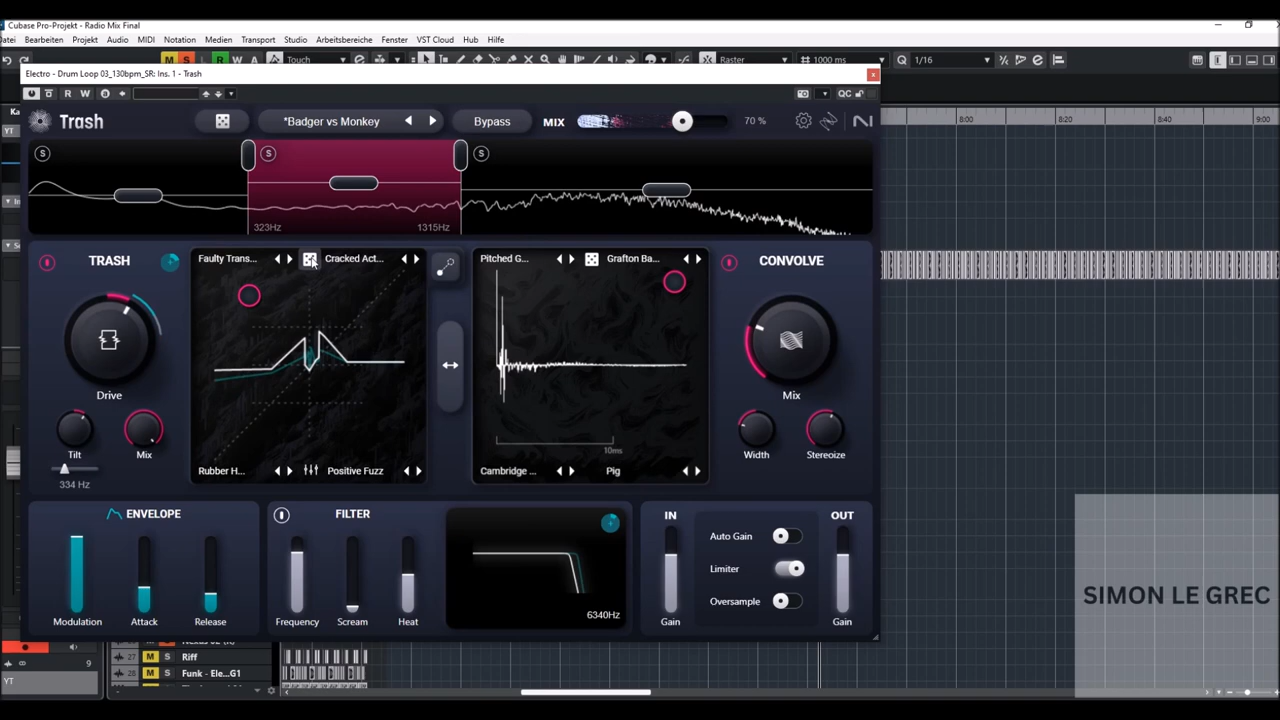 Cubase Pro-Projekt - Radio Mix Final
Datei Bearbeiten Projekt Audio MIDI Notation Medien Transport Studio Arbeitsbereiche Fenster VST Cloud Hub Hilfe
M S R W A Touch Raster 1000 ms Q 1/16
Electro - Drum Loop 03_130bpm_SR: Ins. 1 - Trash
R W QC
Trash *Badger vs Monkey Bypass MIX 70 %
8:00 8:20 8:40 9:00
S S S
323Hz 1315Hz
TRASH Faulty Trans... Cracked Act... Pitched G... Grafton Ba... CONVOLVE
Drive Mix
10ms
Tilt Mix Width Stereoize
Rubber H... Positive Fuzz Cambridge ... Pig
334 Hz
ENVELOPE FILTER IN OUT
Auto Gain
Limiter
Oversample
6340Hz
Modulation Attack Release Frequency Scream Heat Gain Gain
SIMON LE GREC
27 M S Riff
9
28 M S Funk - Ele...G1
YT